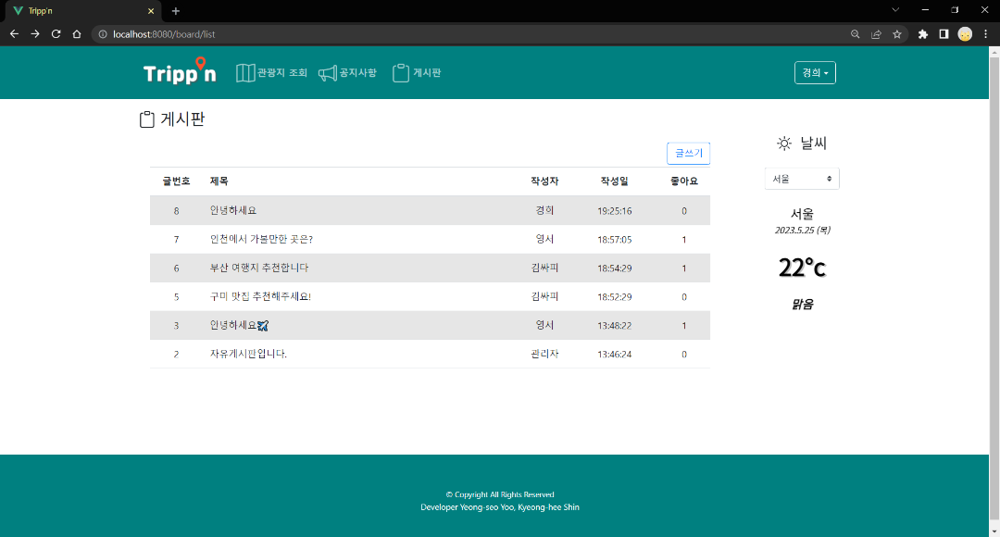 Tripp'n
localhost:8080/board/list
Tripp'n 관광지 조회 공지사항 게시판 경희
게시판
글쓰기
글번호 제목 작성자 작성일 좋아요
8 안녕하세요 경희 19:25:16 0
7 인천에서 가볼만한 곳은? 영서 18:57:05 1
6 부산 여행지 추천합니다 김싸피 18:54:29 1
5 구미 맛집 추천해주세요! 김싸피 18:52:29 0
3 안녕하세요✈️ 영서 13:48:22 1
2 자유게시판입니다. 관리자 13:46:24 0
날씨
서울
서울
2023.5.25 (목)
22°c
맑음
© Copyright All Rights Reserved
Developer Yeong-seo Yoo, Kyeong-hee Shin